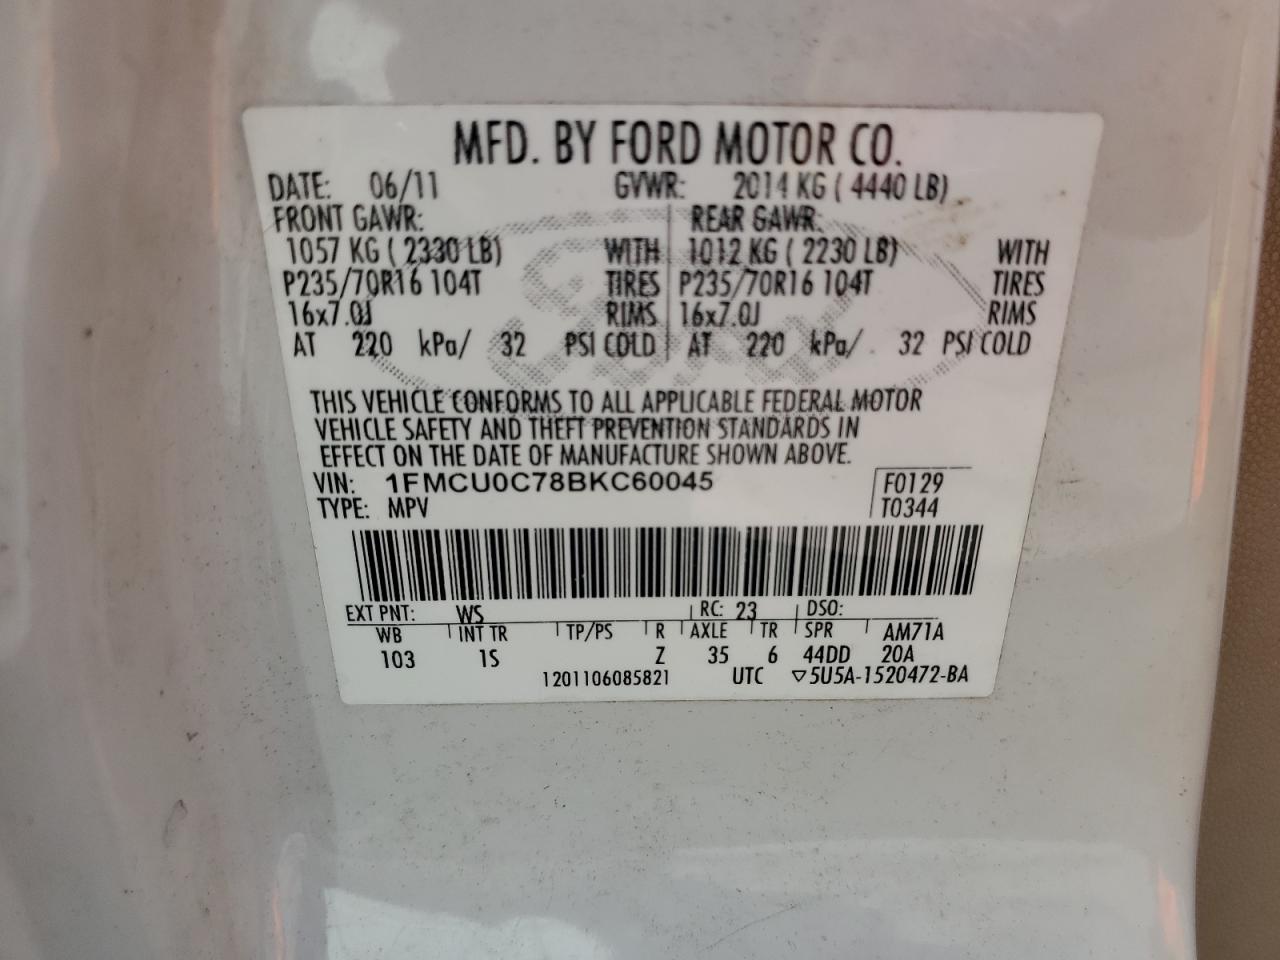 MFD. BY FORD MOTOR CO.
DATE: 06/11 GVWR: 2014 KG ( 4440 LB)
FRONT GAWR: REAR GAWR:
1057 KG ( 2330 LB) WITH 1012 KG ( 2230 LB) WITH
P235/70R16 104T TIRES P235/70R16 104T TIRES
16x7.0J RIMS 16x7.0J RIMS
AT 220 kPa/ 32 PSI COLD AT 220 kPa/ 32 PSI COLD
THIS VEHICLE CONFORMS TO ALL APPLICABLE FEDERAL MOTOR
VEHICLE SAFETY AND THEFT PREVENTION STANDARDS IN
EFFECT ON THE DATE OF MANUFACTURE SHOWN ABOVE.
VIN: 1FMCU0C78BKC60045 F0129
TYPE: MPV T0344
EXT PNT: WS RC: 23 DSO:
WB INT TR TP/PS R AXLE TR SPR AM71A
103 1S Z 35 6 44DD 20A
1201106085821 UTC ▽5U5A-1520472-BA